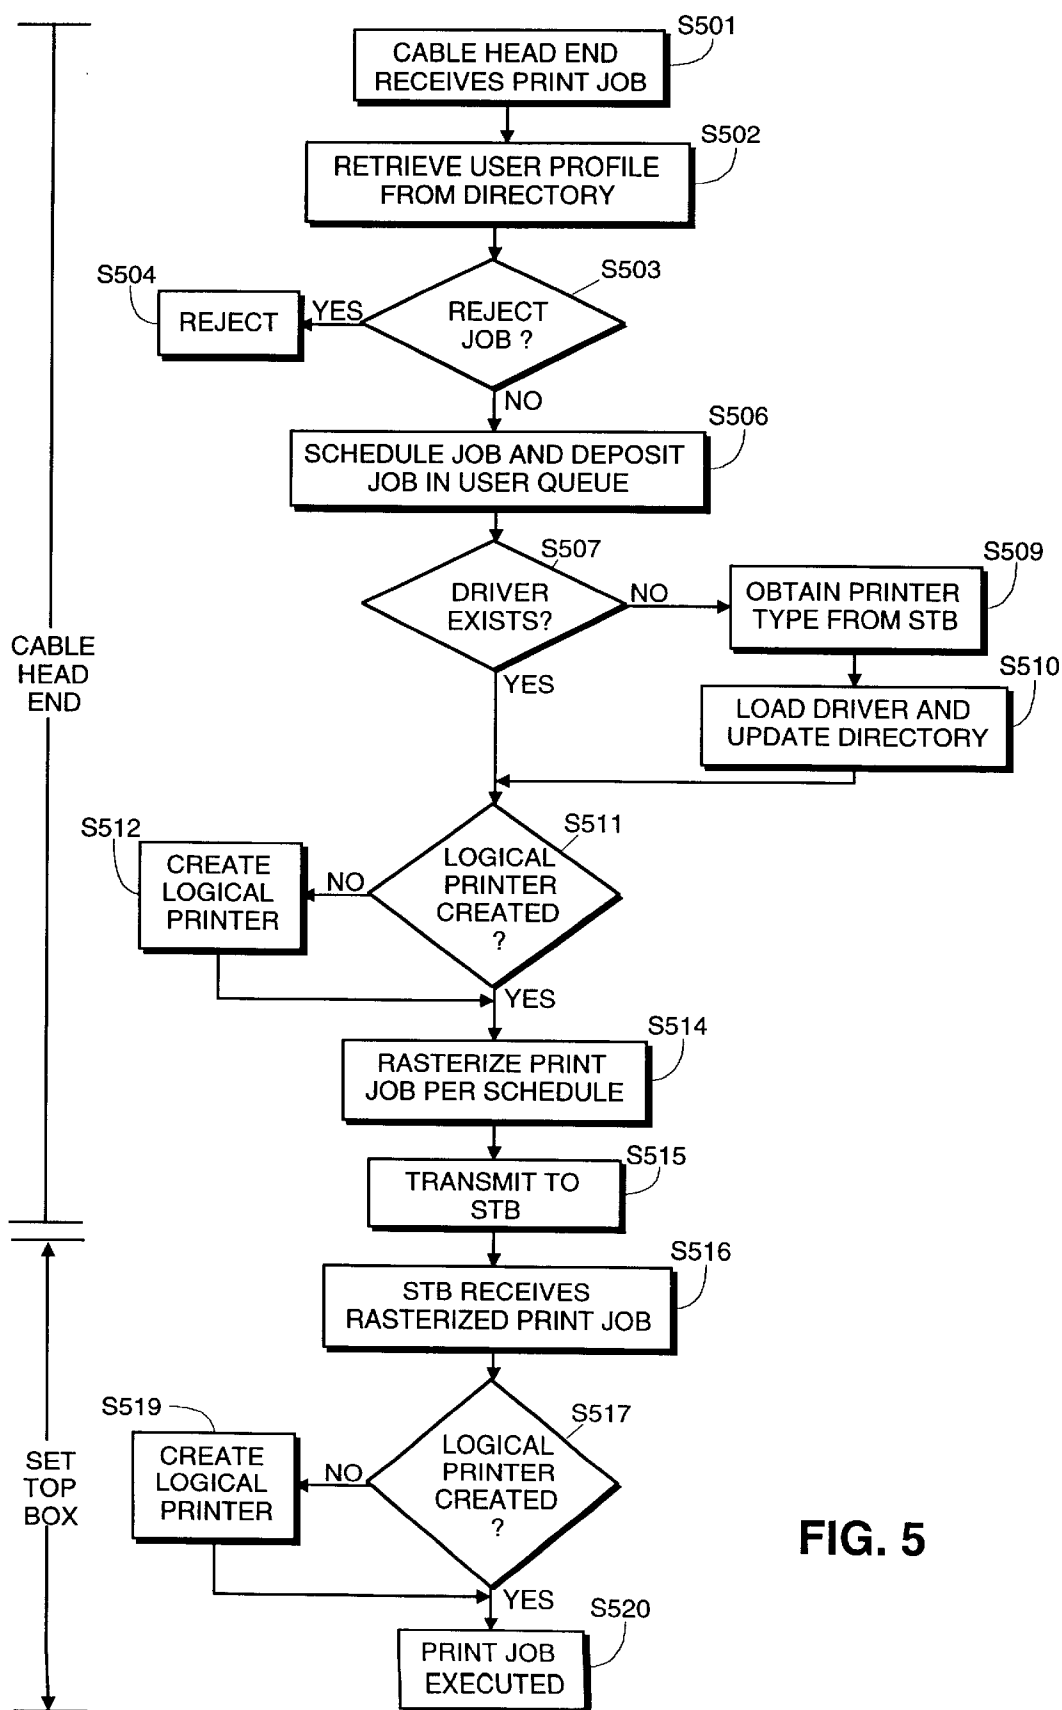 S501
CABLE HEAD END
RECEIVES PRINT JOB
S502
RETRIEVE USER PROFILE
FROM DIRECTORY
S503
REJECT
JOB ?
S504
YES
REJECT
NO
S506
SCHEDULE JOB AND DEPOSIT
JOB IN USER QUEUE
S507
DRIVER
EXISTS?
NO
S509
OBTAIN PRINTER
TYPE FROM STB
YES
S510
LOAD DRIVER AND
UPDATE DIRECTORY
CABLE
HEAD
END
S511
LOGICAL
PRINTER
CREATED
?
S512
NO
CREATE
LOGICAL
PRINTER
YES
S514
RASTERIZE PRINT
JOB PER SCHEDULE
S515
TRANSMIT TO
STB
S516
STB RECEIVES
RASTERIZED PRINT JOB
S517
LOGICAL
PRINTER
CREATED
?
S519
NO
CREATE
LOGICAL
PRINTER
SET
TOP
BOX
YES
S520
PRINT JOB
EXECUTED
FIG. 5